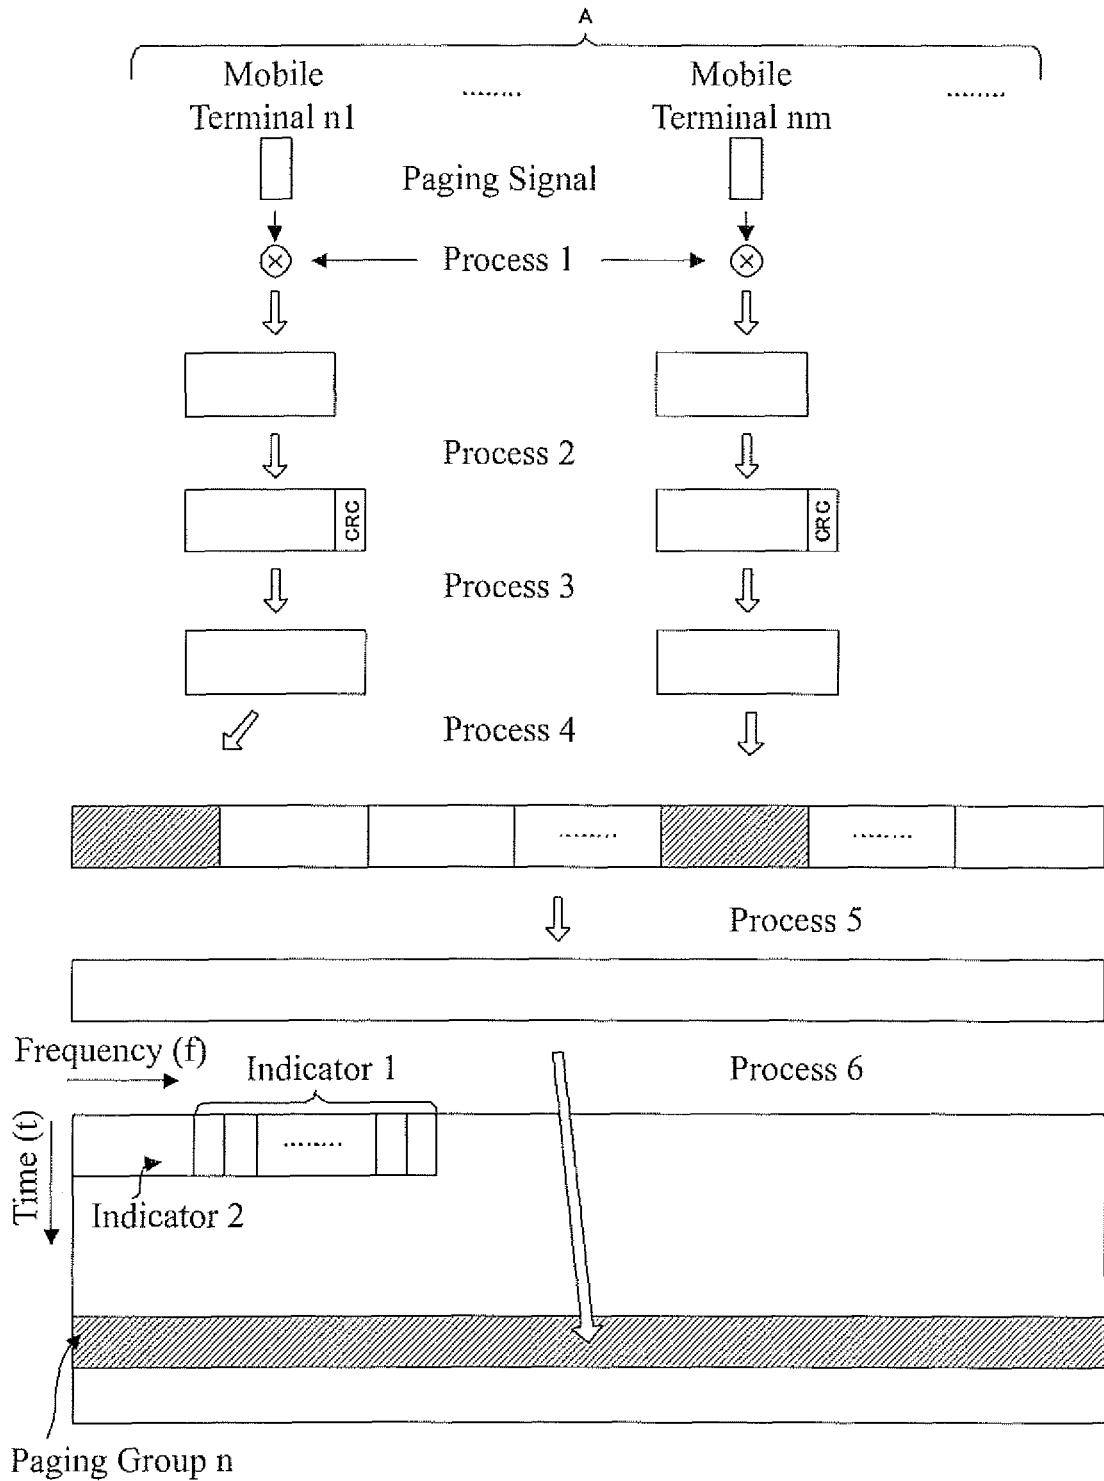 A
Mobile
Terminal n1
........
Mobile
Terminal nm
........
Paging Signal
Process 1
Process 2
CRC
CRC
Process 3
Process 4
........
........
Process 5
Frequency (f)
Indicator 1
Process 6
Time (t)
........
Indicator 2
Paging Group n